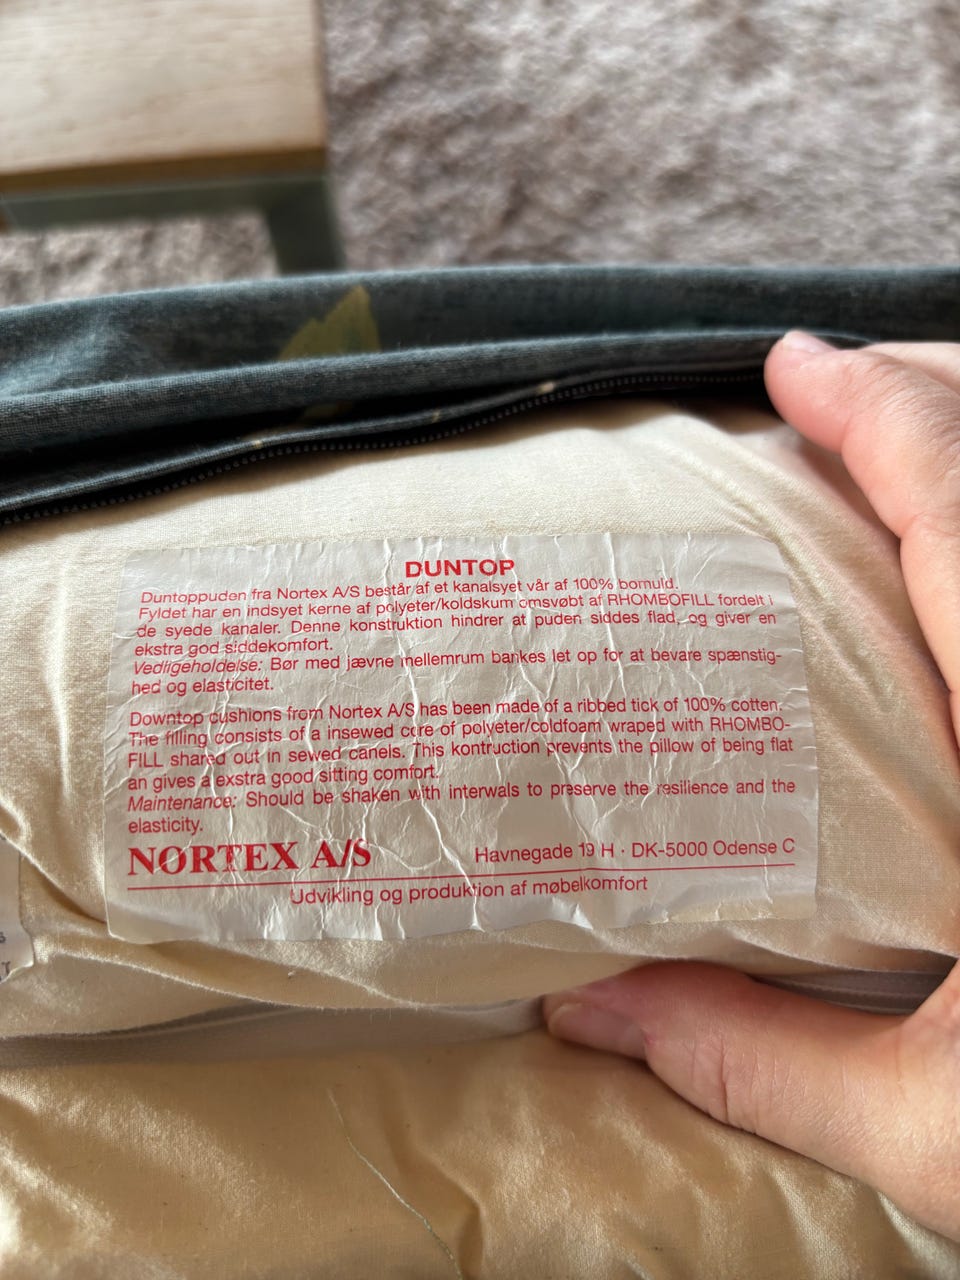 DUNTOP
Duntoppuden fra Nortex A/S består af et kanalsyet vår af 100% bomuld.
Fyldet har en indsyet kerne af polyeter/koldskum omsvøbt af RHOMBOFILL fordelt i
de syede kanaler. Denne konstruktion hindrer at puden siddes flad, og giver en
ekstra god siddekomfort.
Vedligeholdelse: Bør med jævne mellemrum bankes let op for at bevare spænstig-
hed og elasticitet.
Downtop cushions from Nortex A/S has been made of a ribbed tick of 100% cotten.
The filling consists of a insewed core of polyeter/coldfoam wraped with RHOMBO-
FILL shared out in sewed canels. This kontruction prevents the pillow of being flat
an gives a exstra good sitting comfort.
Maintenance: Should be shaken with interwals to preserve the resilience and the
elasticity.
NORTEX A/S Havnegade 19 H · DK-5000 Odense C
Udvikling og produktion af møbelkomfort